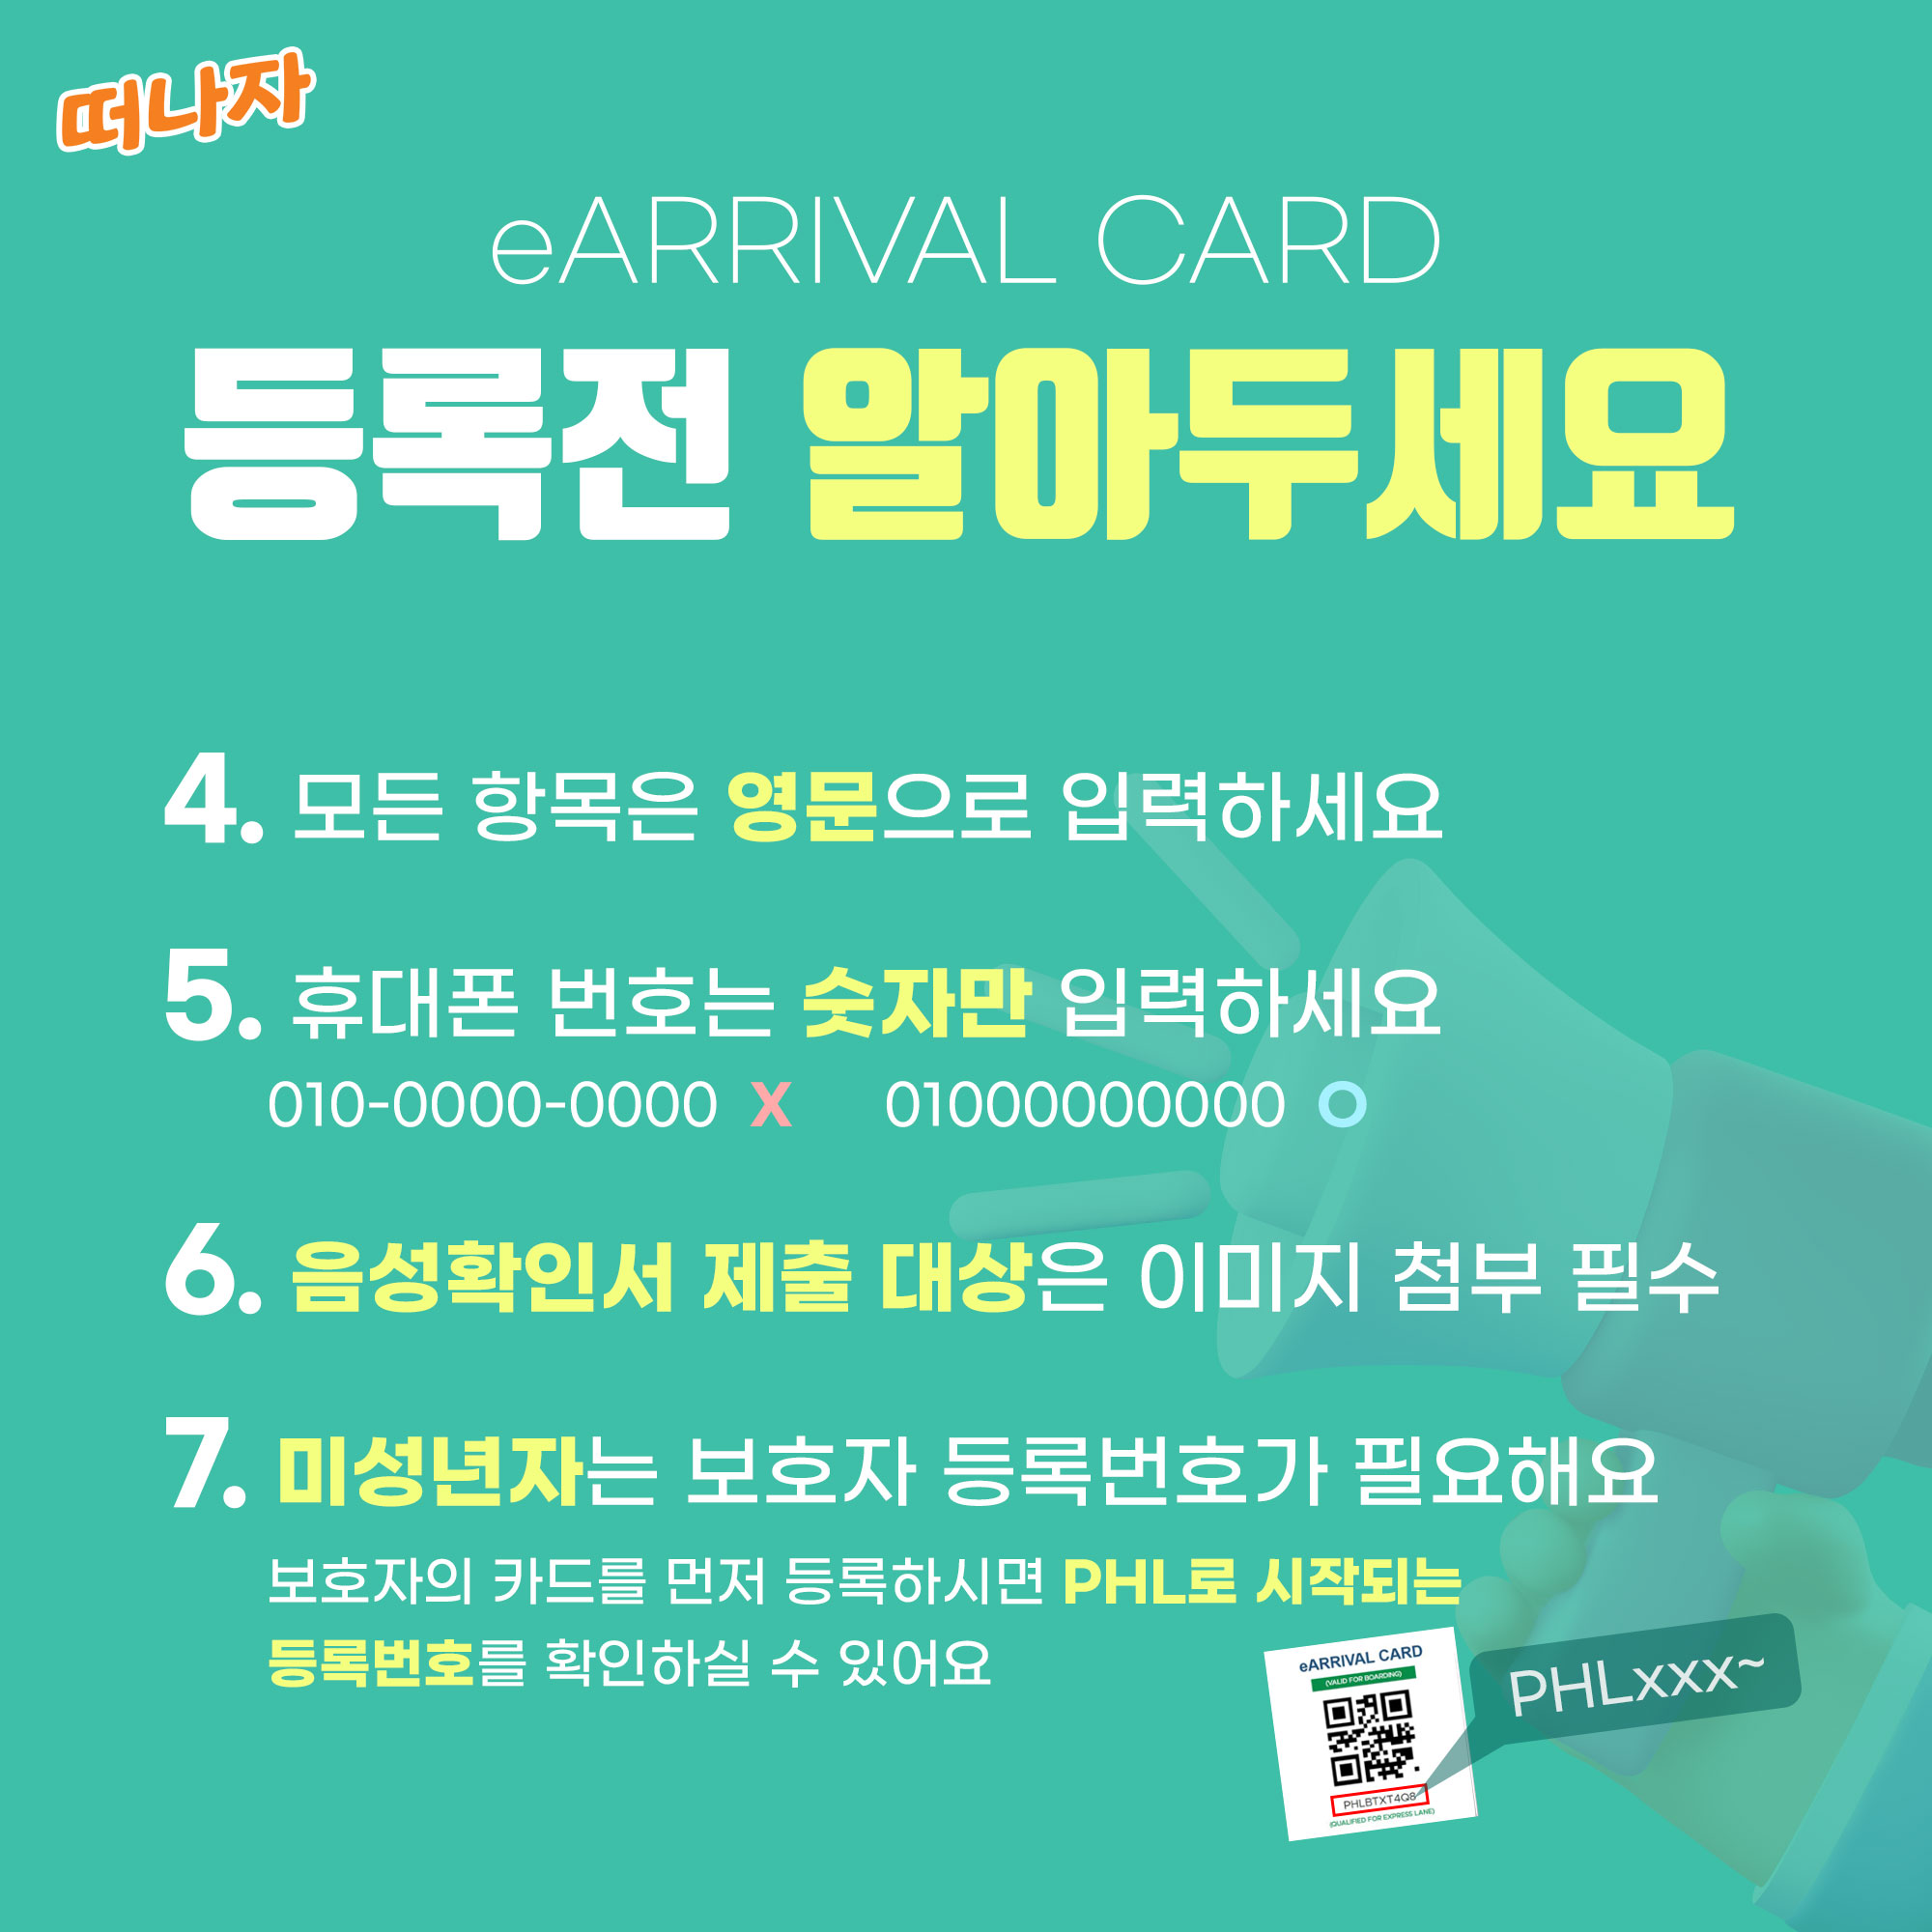 떠나자
eARRIVAL CARD
등록전 알아두세요
4. 모든 항목은 영문으로 입력하세요
5. 휴대폰 번호는 숫자만 입력하세요
010-0000-0000 X 01000000000 O
6. 음성확인서 제출 대상은 이미지 첨부 필수
7. 미성년자는 보호자 등록번호가 필요해요
보호자의 카드를 먼저 등록하시면 PHL로 시작되는
등록번호를 확인하실 수 있어요
eARRIVAL CARD
(VALID FOR BOARDING)
PHLxxx~
PHLBTXT4Q8
(QUALIFIED FOR EXPRESS LANE)